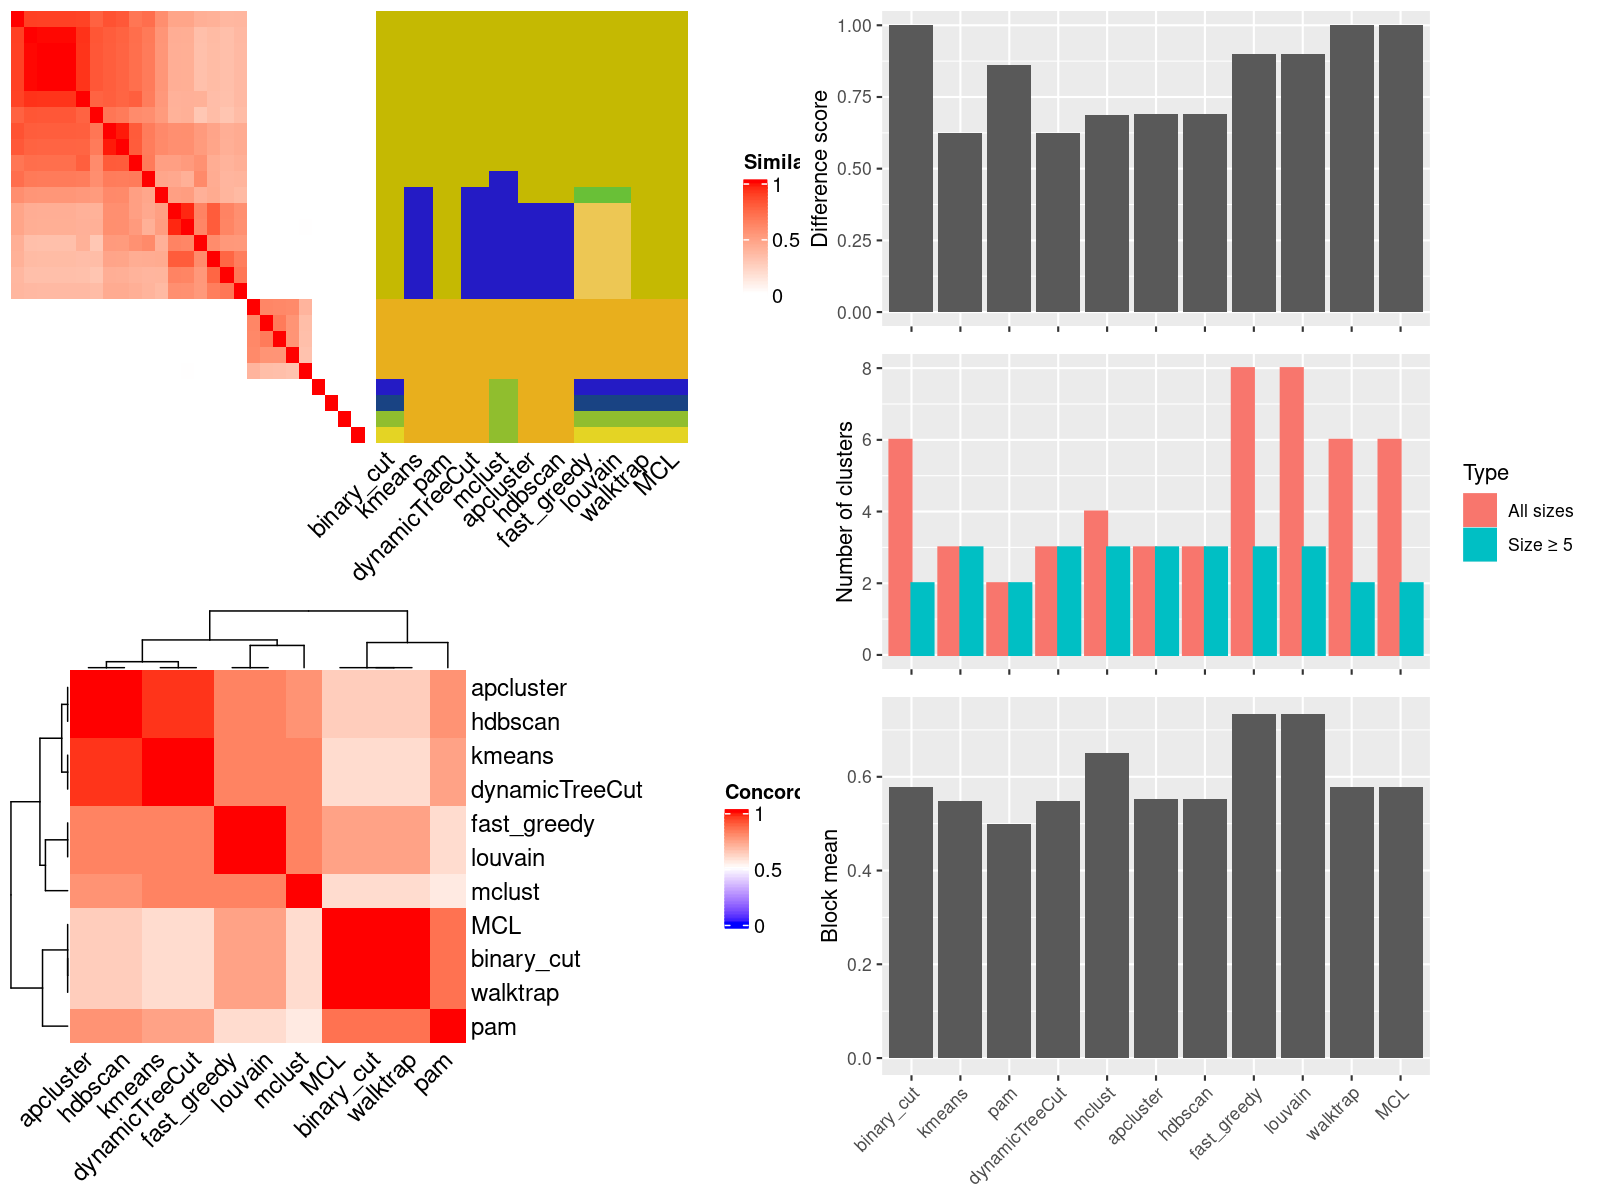 Simila
1
0.5
0
binary_cut
kmeans
pam
dynamicTreeCut
mclust
apcluster
hdbscan
fast_greedy
louvain
walktrap
MCL
apcluster
hdbscan
kmeans
dynamicTreeCut
fast_greedy
louvain
mclust
MCL
binary_cut
walktrap
pam
apcluster
hdbscan
kmeans
dynamicTreeCut
fast_greedy
louvain
mclust
MCL
binary_cut
walktrap
pam
Concord
1
0.5
0
Difference score
1.00
0.75
0.50
0.25
0.00
Number of clusters
8
6
4
2
0
Type
All sizes
Size ≥ 5
Block mean
0.6
0.4
0.2
0.0
binary_cut
kmeans
pam
dynamicTreeCut
mclust
apcluster
hdbscan
fast_greedy
louvain
walktrap
MCL